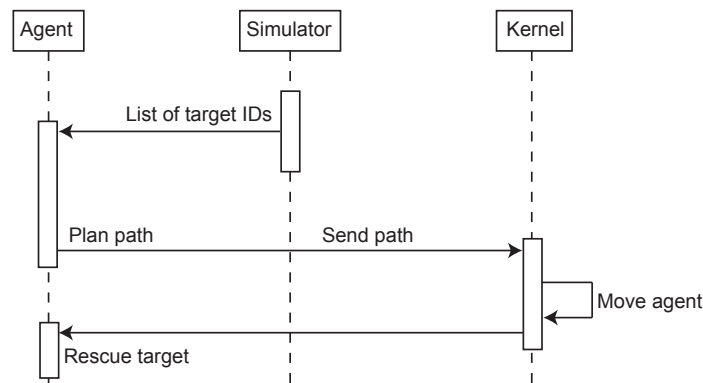 Agent
Simulator
Kernel
List of target IDs
Plan path
Send path
Move agent
Rescue target